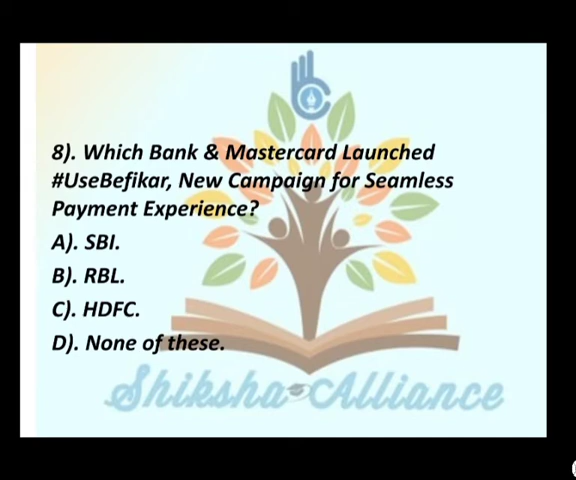 8). Which Bank & Mastercard Launched
#UseBefikar, New Campaign for Seamless
Payment Experience?
A). SBI.
B). RBL.
C). HDFC.
D). None of these.
Shiksha Alliance